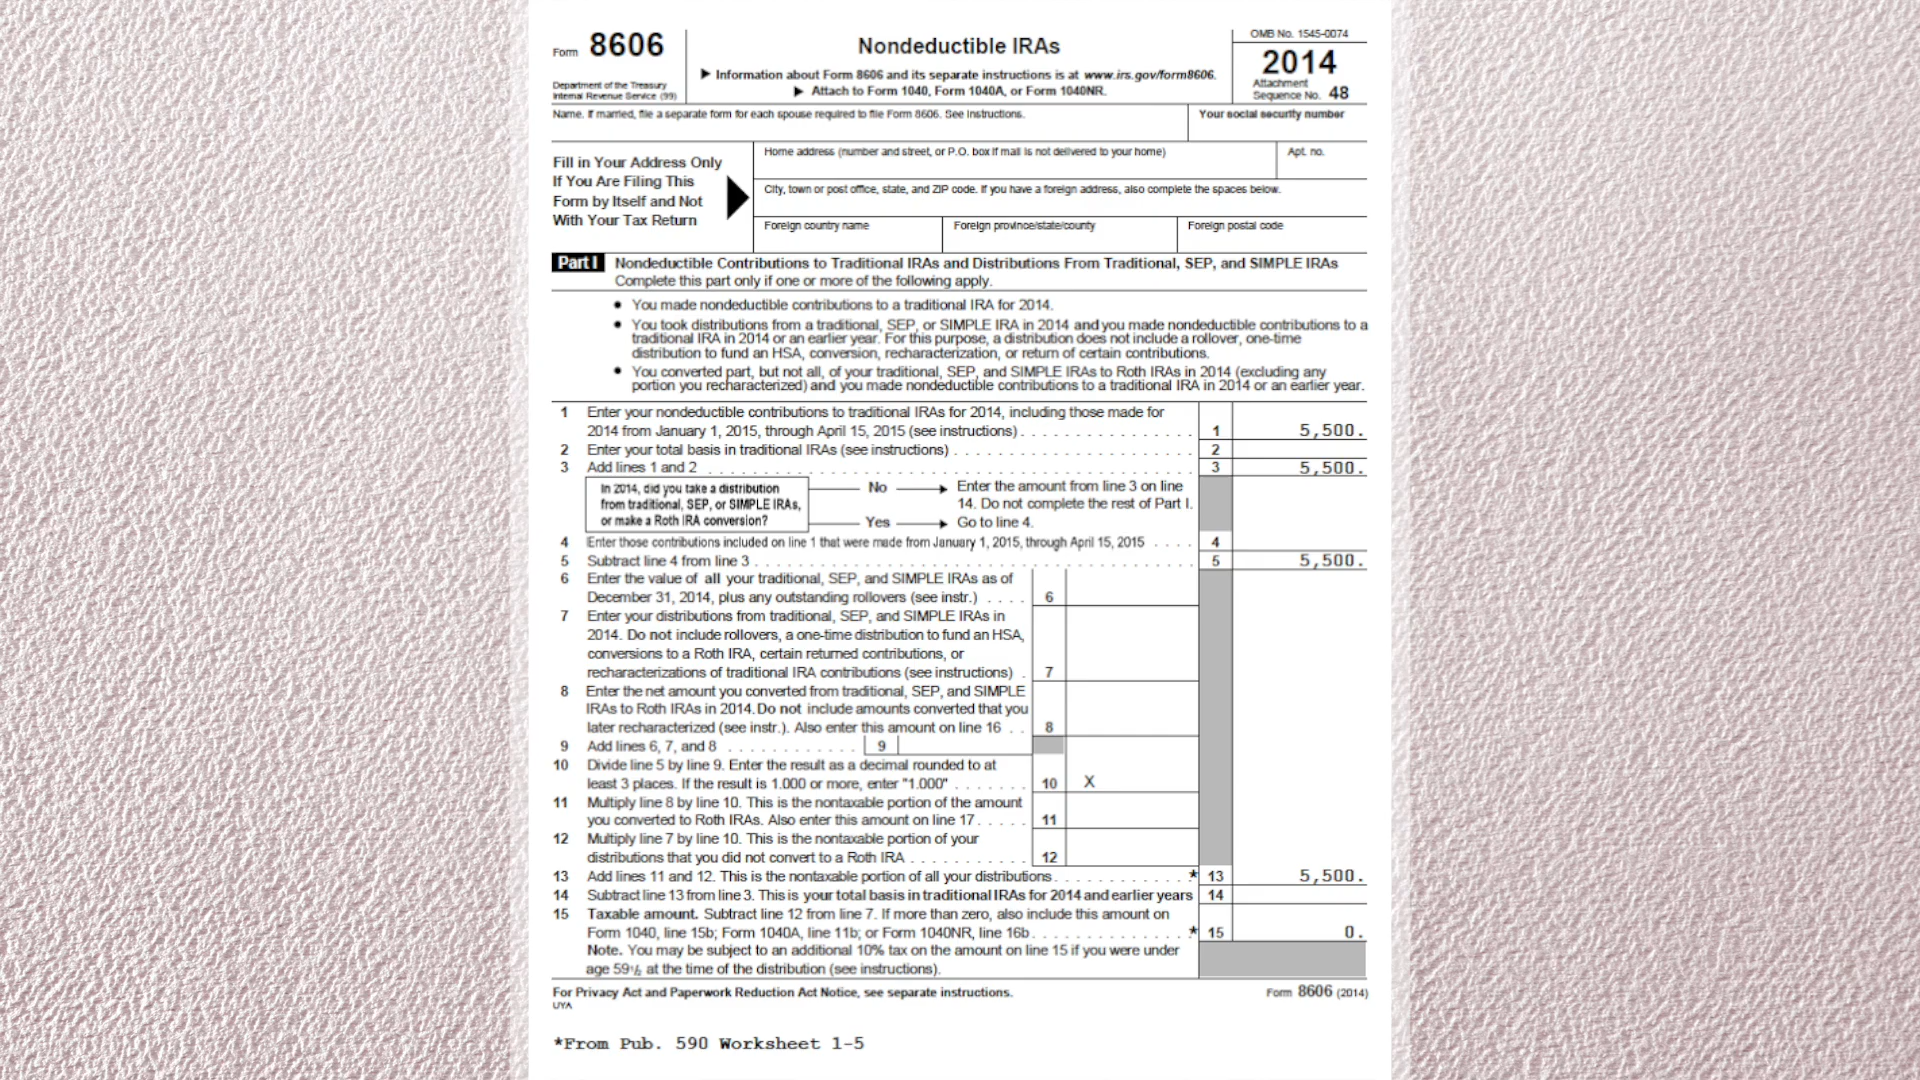 Form 8606
Department of the Treasury
Internal Revenue Service (99)
Nondeductible IRAs
▶ Information about Form 8606 and its separate instructions is at www.irs.gov/form8606.
▶ Attach to Form 1040, Form 1040A, or Form 1040NR.
OMB No. 1545-0074
2014
Attachment
Sequence No. 48
Name. If married, file a separate form for each spouse required to file Form 8606. See instructions.
Your social security number
Fill in Your Address Only
If You Are Filing This
Form by Itself and Not
With Your Tax Return
Home address (number and street, or P.O. box if mail is not delivered to your home)
Apt. no.
City, town or post office, state, and ZIP code. If you have a foreign address, also complete the spaces below.
Foreign country name
Foreign province/state/county
Foreign postal code
Part I Nondeductible Contributions to Traditional IRAs and Distributions From Traditional, SEP, and SIMPLE IRAs
Complete this part only if one or more of the following apply.
• You made nondeductible contributions to a traditional IRA for 2014.
• You took distributions from a traditional, SEP, or SIMPLE IRA in 2014 and you made nondeductible contributions to a
traditional IRA in 2014 or an earlier year. For this purpose, a distribution does not include a rollover, one-time
distribution to fund an HSA, conversion, recharacterization, or return of certain contributions.
• You converted part, but not all, of your traditional, SEP, and SIMPLE IRAs to Roth IRAs in 2014 (excluding any
portion you recharacterized) and you made nondeductible contributions to a traditional IRA in 2014 or an earlier year.
1 Enter your nondeductible contributions to traditional IRAs for 2014, including those made for
2014 from January 1, 2015, through April 15, 2015 (see instructions) 1 5,500.
2 Enter your total basis in traditional IRAs (see instructions) 2
3 Add lines 1 and 2 3 5,500.
In 2014, did you take a distribution
from traditional, SEP, or SIMPLE IRAs,
or make a Roth IRA conversion?
No Enter the amount from line 3 on line
14. Do not complete the rest of Part I.
Yes Go to line 4.
4 Enter those contributions included on line 1 that were made from January 1, 2015, through April 15, 2015 4
5 Subtract line 4 from line 3 5 5,500.
6 Enter the value of all your traditional, SEP, and SIMPLE IRAs as of
December 31, 2014, plus any outstanding rollovers (see instr.) 6
7 Enter your distributions from traditional, SEP, and SIMPLE IRAs in
2014. Do not include rollovers, a one-time distribution to fund an HSA,
conversions to a Roth IRA, certain returned contributions, or
recharacterizations of traditional IRA contributions (see instructions) 7
8 Enter the net amount you converted from traditional, SEP, and SIMPLE
IRAs to Roth IRAs in 2014. Do not include amounts converted that you
later recharacterized (see instr.). Also enter this amount on line 16 8
9 Add lines 6, 7, and 8 9
10 Divide line 5 by line 9. Enter the result as a decimal rounded to at
least 3 places. If the result is 1.000 or more, enter "1.000" 10 X
11 Multiply line 8 by line 10. This is the nontaxable portion of the amount
you converted to Roth IRAs. Also enter this amount on line 17 11
12 Multiply line 7 by line 10. This is the nontaxable portion of your
distributions that you did not convert to a Roth IRA 12
13 Add lines 11 and 12. This is the nontaxable portion of all your distributions * 13 5,500.
14 Subtract line 13 from line 3. This is your total basis in traditional IRAs for 2014 and earlier years 14
15 Taxable amount. Subtract line 12 from line 7. If more than zero, also include this amount on
Form 1040, line 15b; Form 1040A, line 11b; or Form 1040NR, line 16b * 15 0.
Note. You may be subject to an additional 10% tax on the amount on line 15 if you were under
age 59½ at the time of the distribution (see instructions).
For Privacy Act and Paperwork Reduction Act Notice, see separate instructions.
Form 8606 (2014)
UYA
*From Pub. 590 Worksheet 1-5